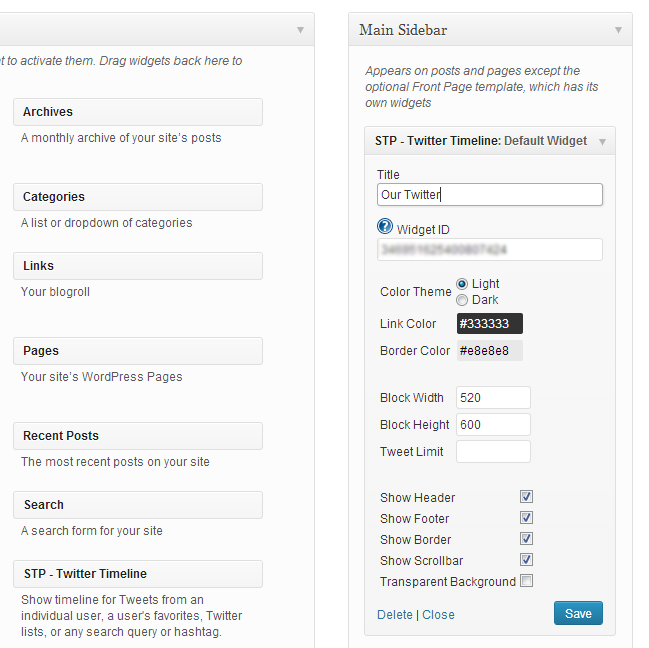 t to activate them. Drag widgets back here to
Archives
A monthly archive of your site's posts
Categories
A list or dropdown of categories
Links
Your blogroll
Pages
Your site's WordPress Pages
Recent Posts
The most recent posts on your site
Search
A search form for your site
STP - Twitter Timeline
Show timeline for Tweets from an
individual user, a user's favorites, Twitter
lists, or any search query or hashtag.
Main Sidebar
Appears on posts and pages except the
optional Front Page template, which has its
own widgets
STP - Twitter Timeline: Default Widget
Title
Our Twitter
? Widget ID
Color Theme Light
Dark
Link Color #333333
Border Color #e8e8e8
Block Width 520
Block Height 600
Tweet Limit
Show Header
Show Footer
Show Border
Show Scrollbar
Transparent Background
Delete | Close Save